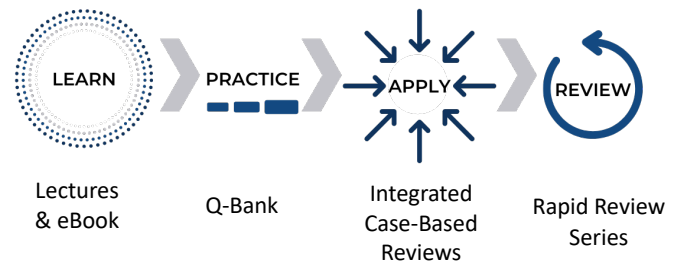 LEARN
PRACTICE
APPLY
REVIEW
Lectures
& eBook
Q-Bank
Integrated
Case-Based
Reviews
Rapid Review
Series